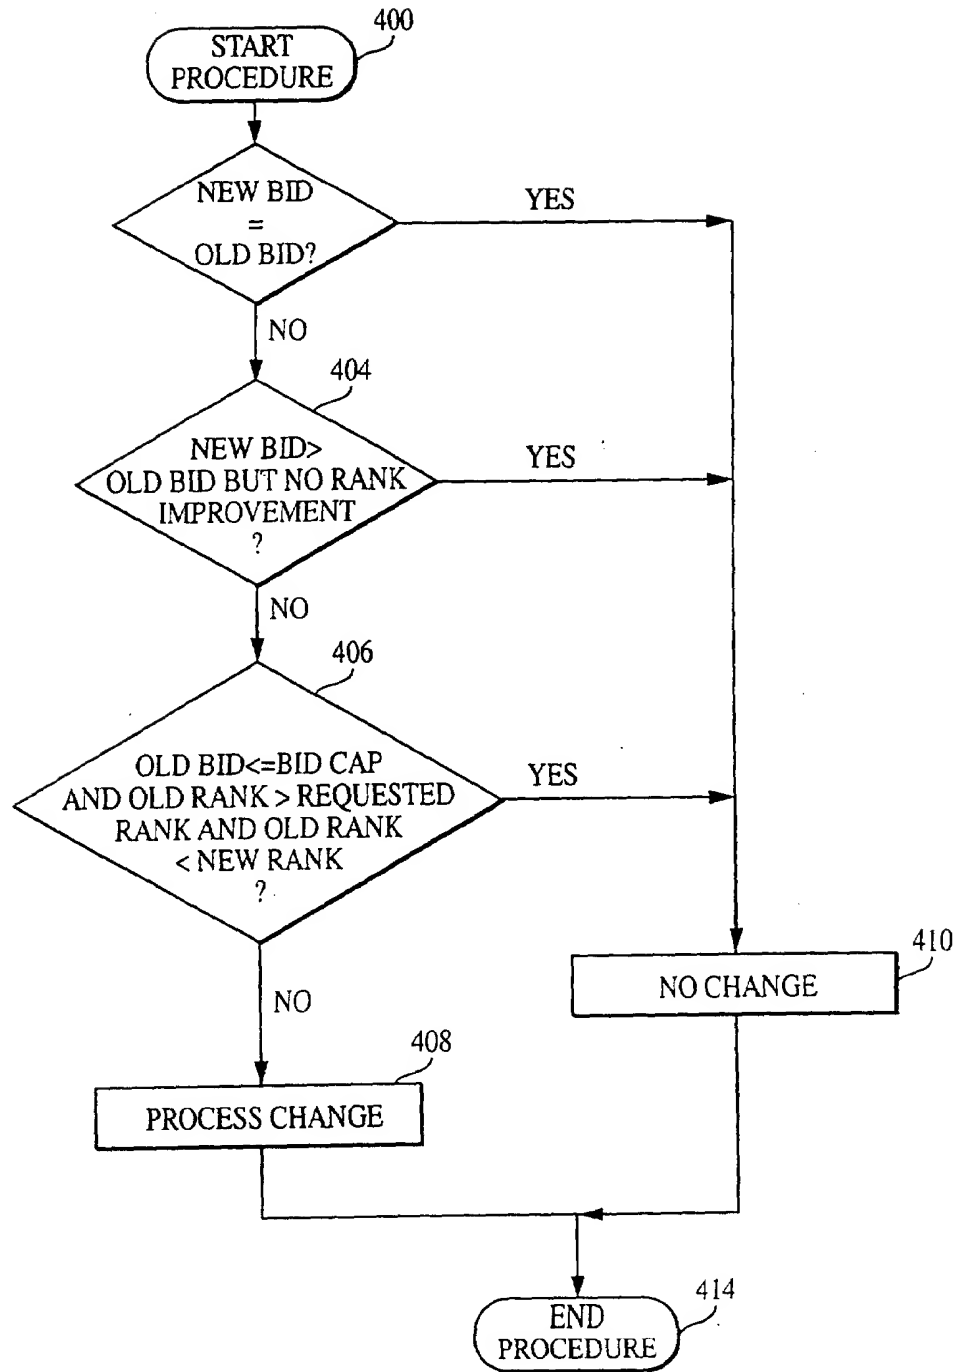 400
START
PROCEDURE
NEW BID
=
OLD BID?
YES
NO
404
NEW BID>
OLD BID BUT NO RANK
IMPROVEMENT
?
YES
NO
406
OLD BID<=BID CAP
AND OLD RANK > REQUESTED
RANK AND OLD RANK
< NEW RANK
?
YES
NO
410
NO CHANGE
408
PROCESS CHANGE
414
END
PROCEDURE